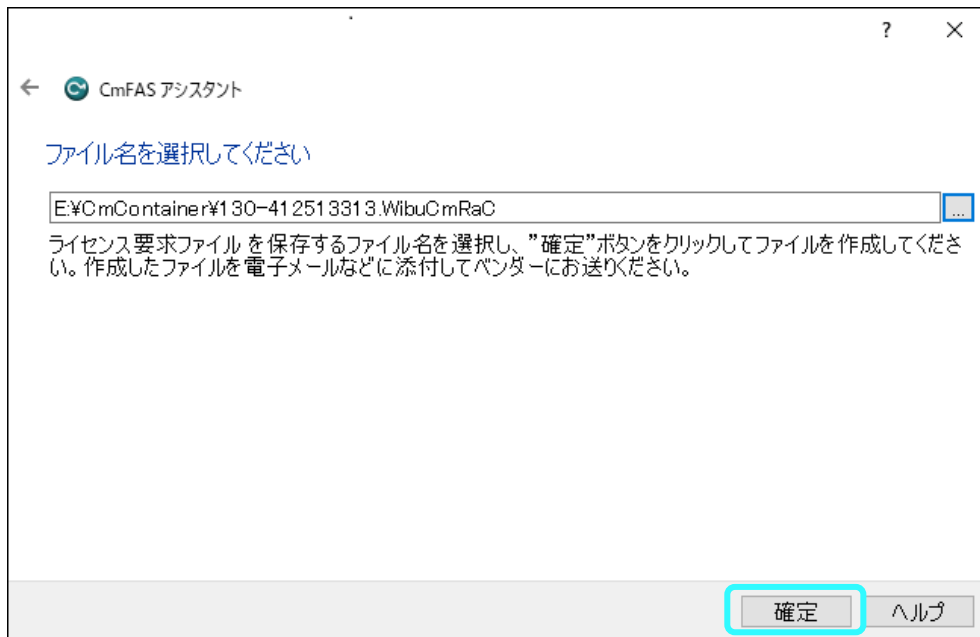 ? ×
← CmFAS アシスタント
ファイル名を選択してください
E:¥CmContainer¥130-412513313.WibuCmRaC
...
ライセンス要求ファイル を保存するファイル名を選択し、”確定”ボタンをクリックしてファイルを作成してくださ
い。作成したファイルを電子メールなどに添付してベンダーにお送りください。
確定 ヘルプ